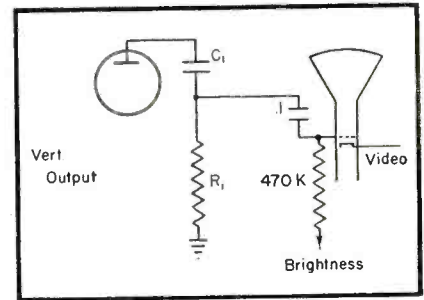 C₁
.1
Vert
Output
R₁
470 K
Video
Brightness